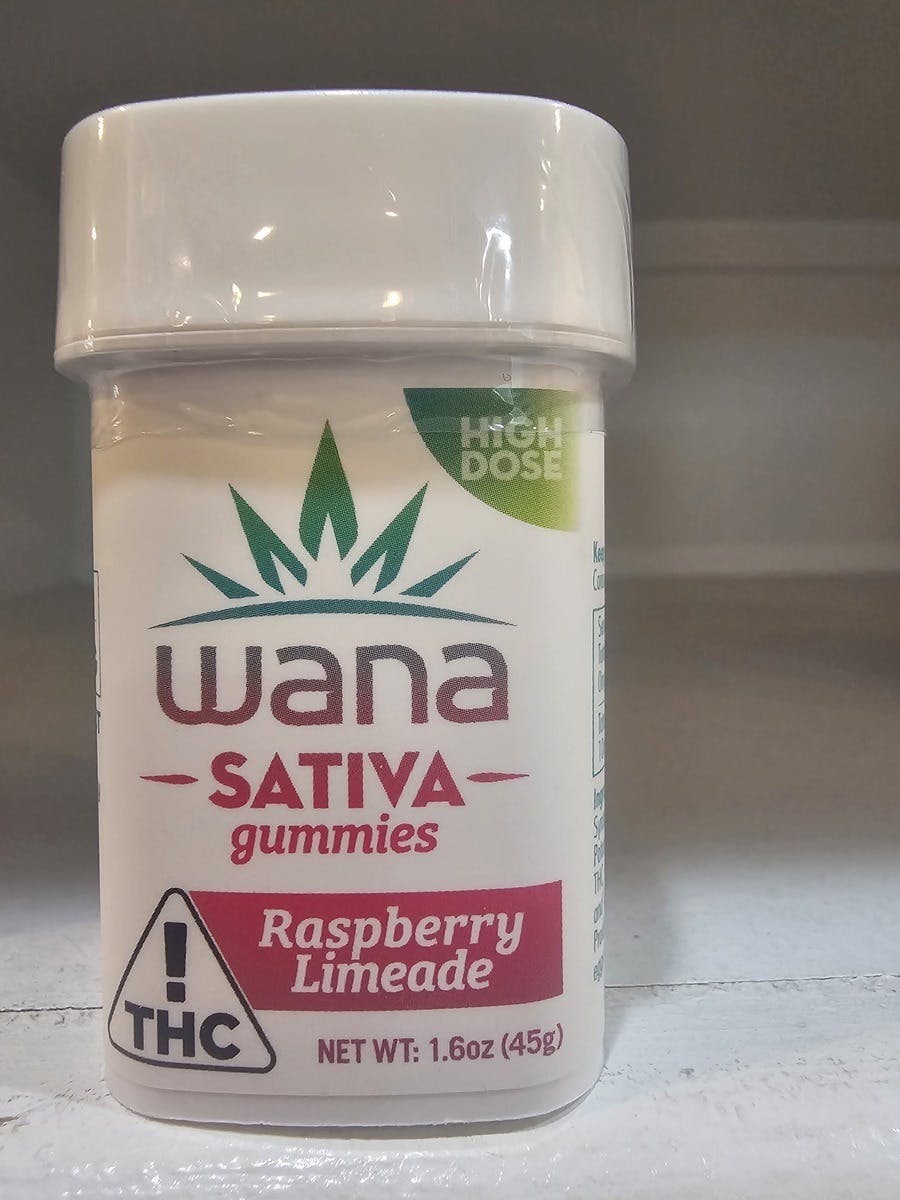 HIGH
DOSE
wana
SATIVA
gummies
Raspberry
Limeade
!
THC
NET WT: 1.6oz (45g)